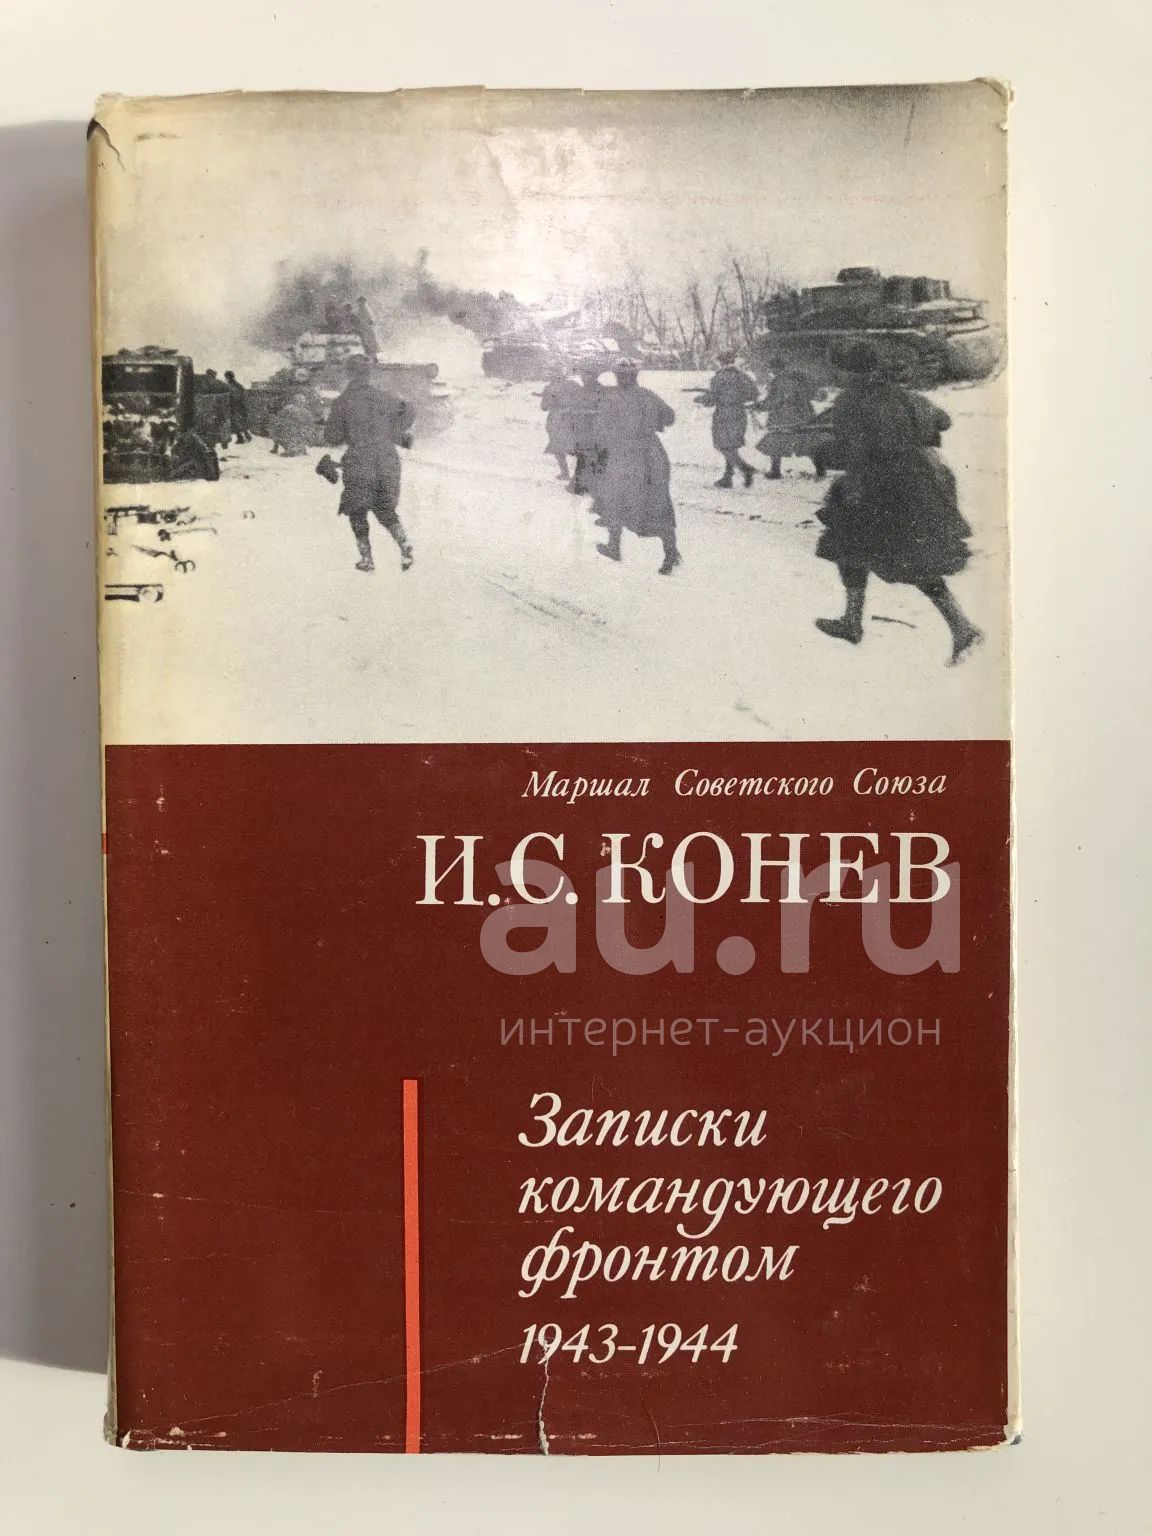 Маршал Советского Союза
И.С. КОНЕВ
au.ru
интернет-аукцион
Записки
командующего
фронтом
1943-1944